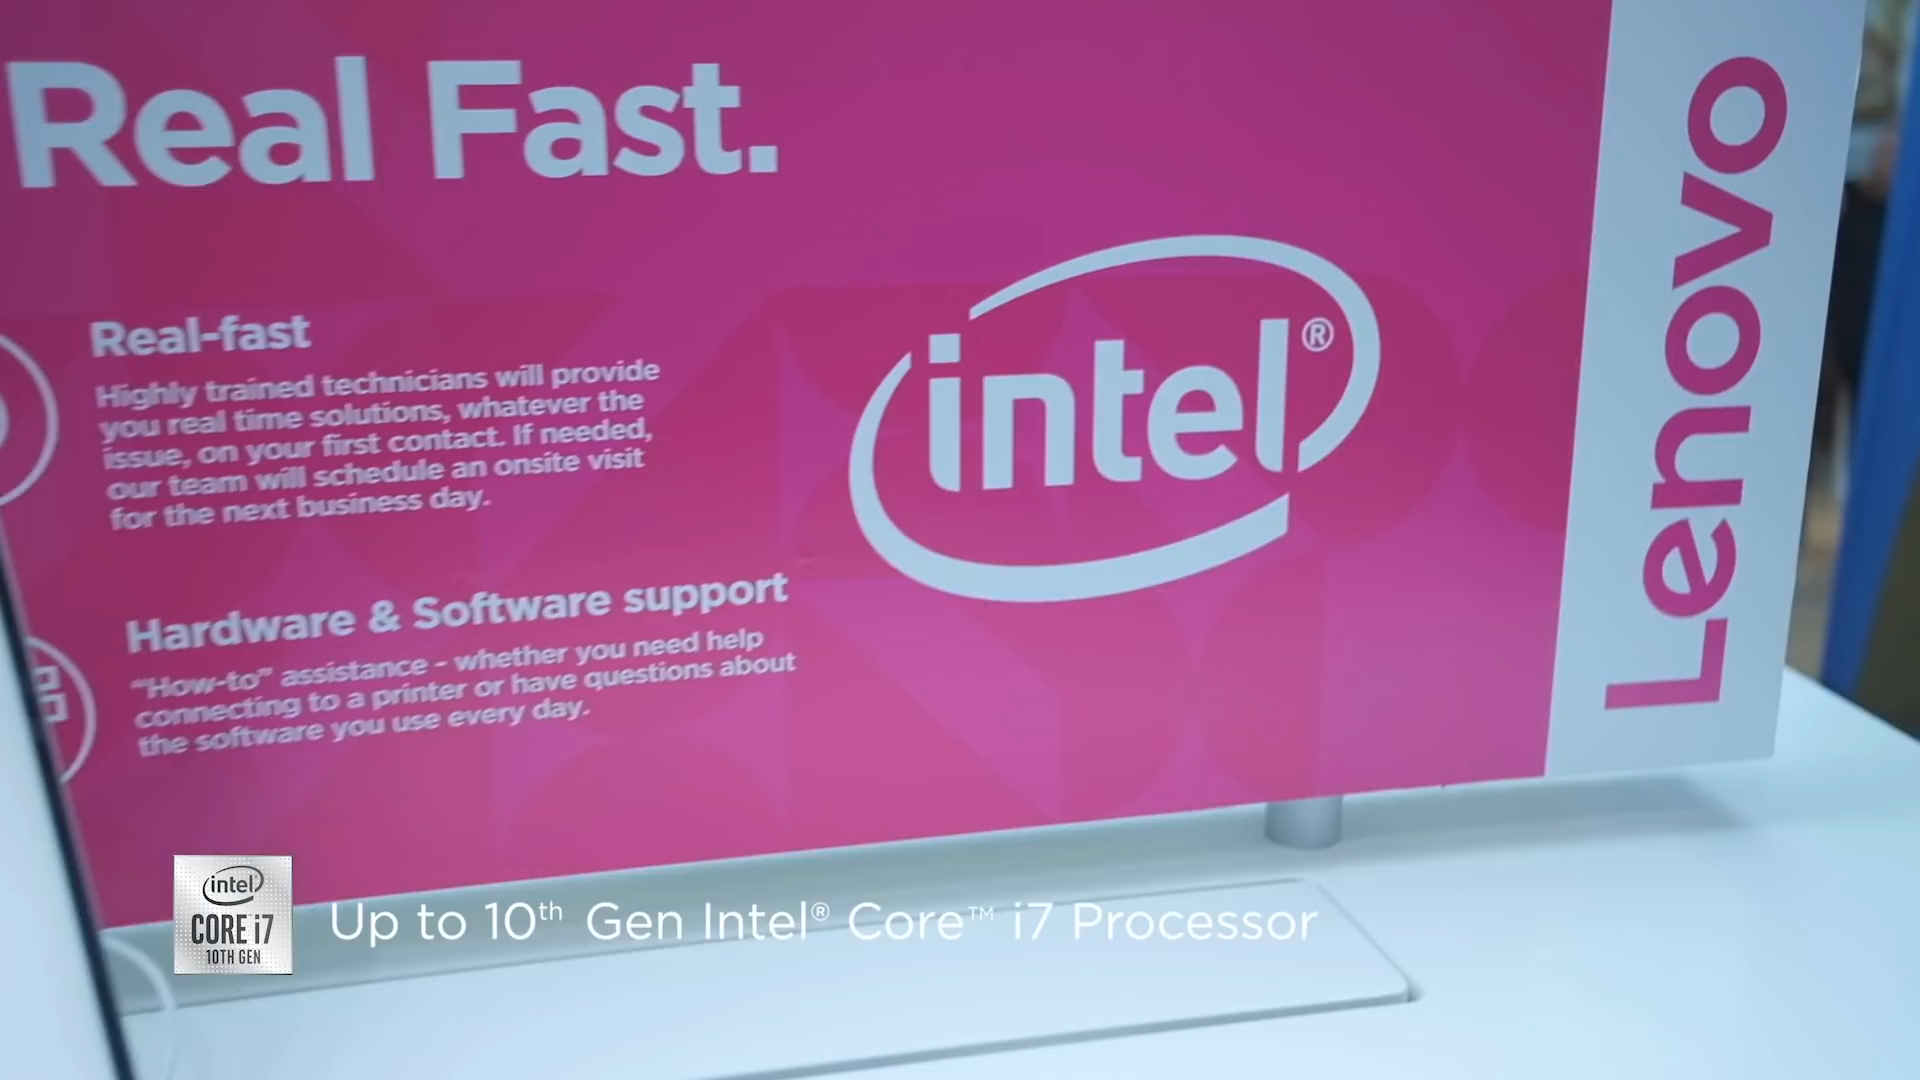 Real Fast.
Real-fast
Highly trained technicians will provide
you real time solutions, whatever the
issue, on your first contact. If needed,
our team will schedule an onsite visit
for the next business day.
Hardware & Software support
"How-to" assistance - whether you need help
connecting to a printer or have questions about
the software you use every day.
intel®
Lenovo
intel®
CORE i7
10TH GEN
Up to 10th Gen Intel® Core™ i7 Processor